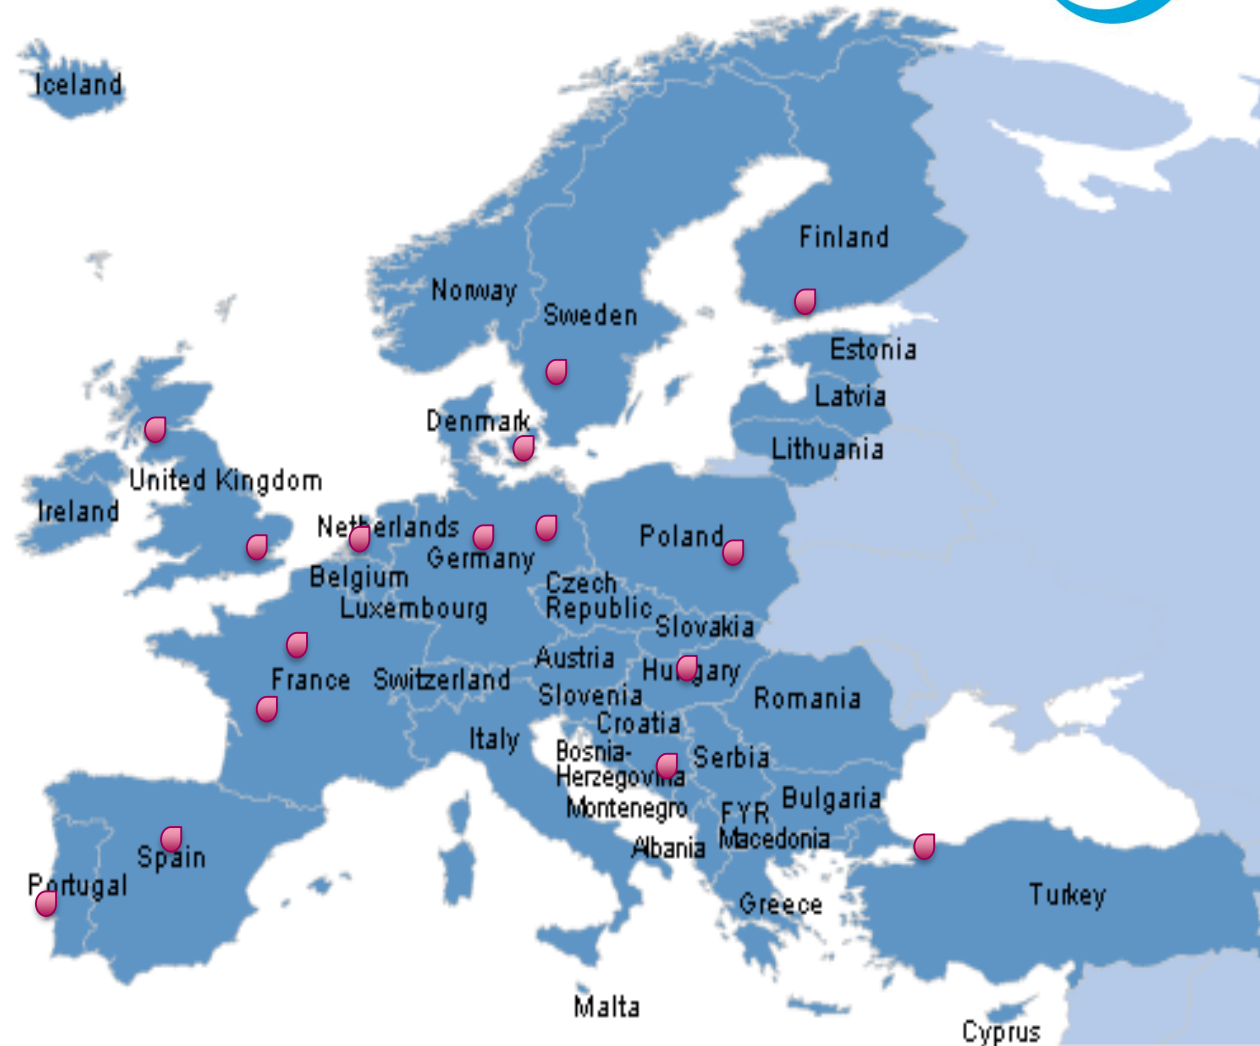 Iceland
Finland
Norway
Sweden
Estonia
Latvia
Denmark
Lithuania
United Kingdom
Ireland
Netherlands
Poland
Germany
Belgium
Czech
Republic
Luxembourg
Slovakia
Austria
Hungary
France
Switzerland
Slovenia
Romania
Croatia
Italy
Bosnia-
Herzegovina
Serbia
Montenegro
Bulgaria
FYR
Macedonia
Albania
Spain
Portugal
Greece
Turkey
Malta
Cyprus